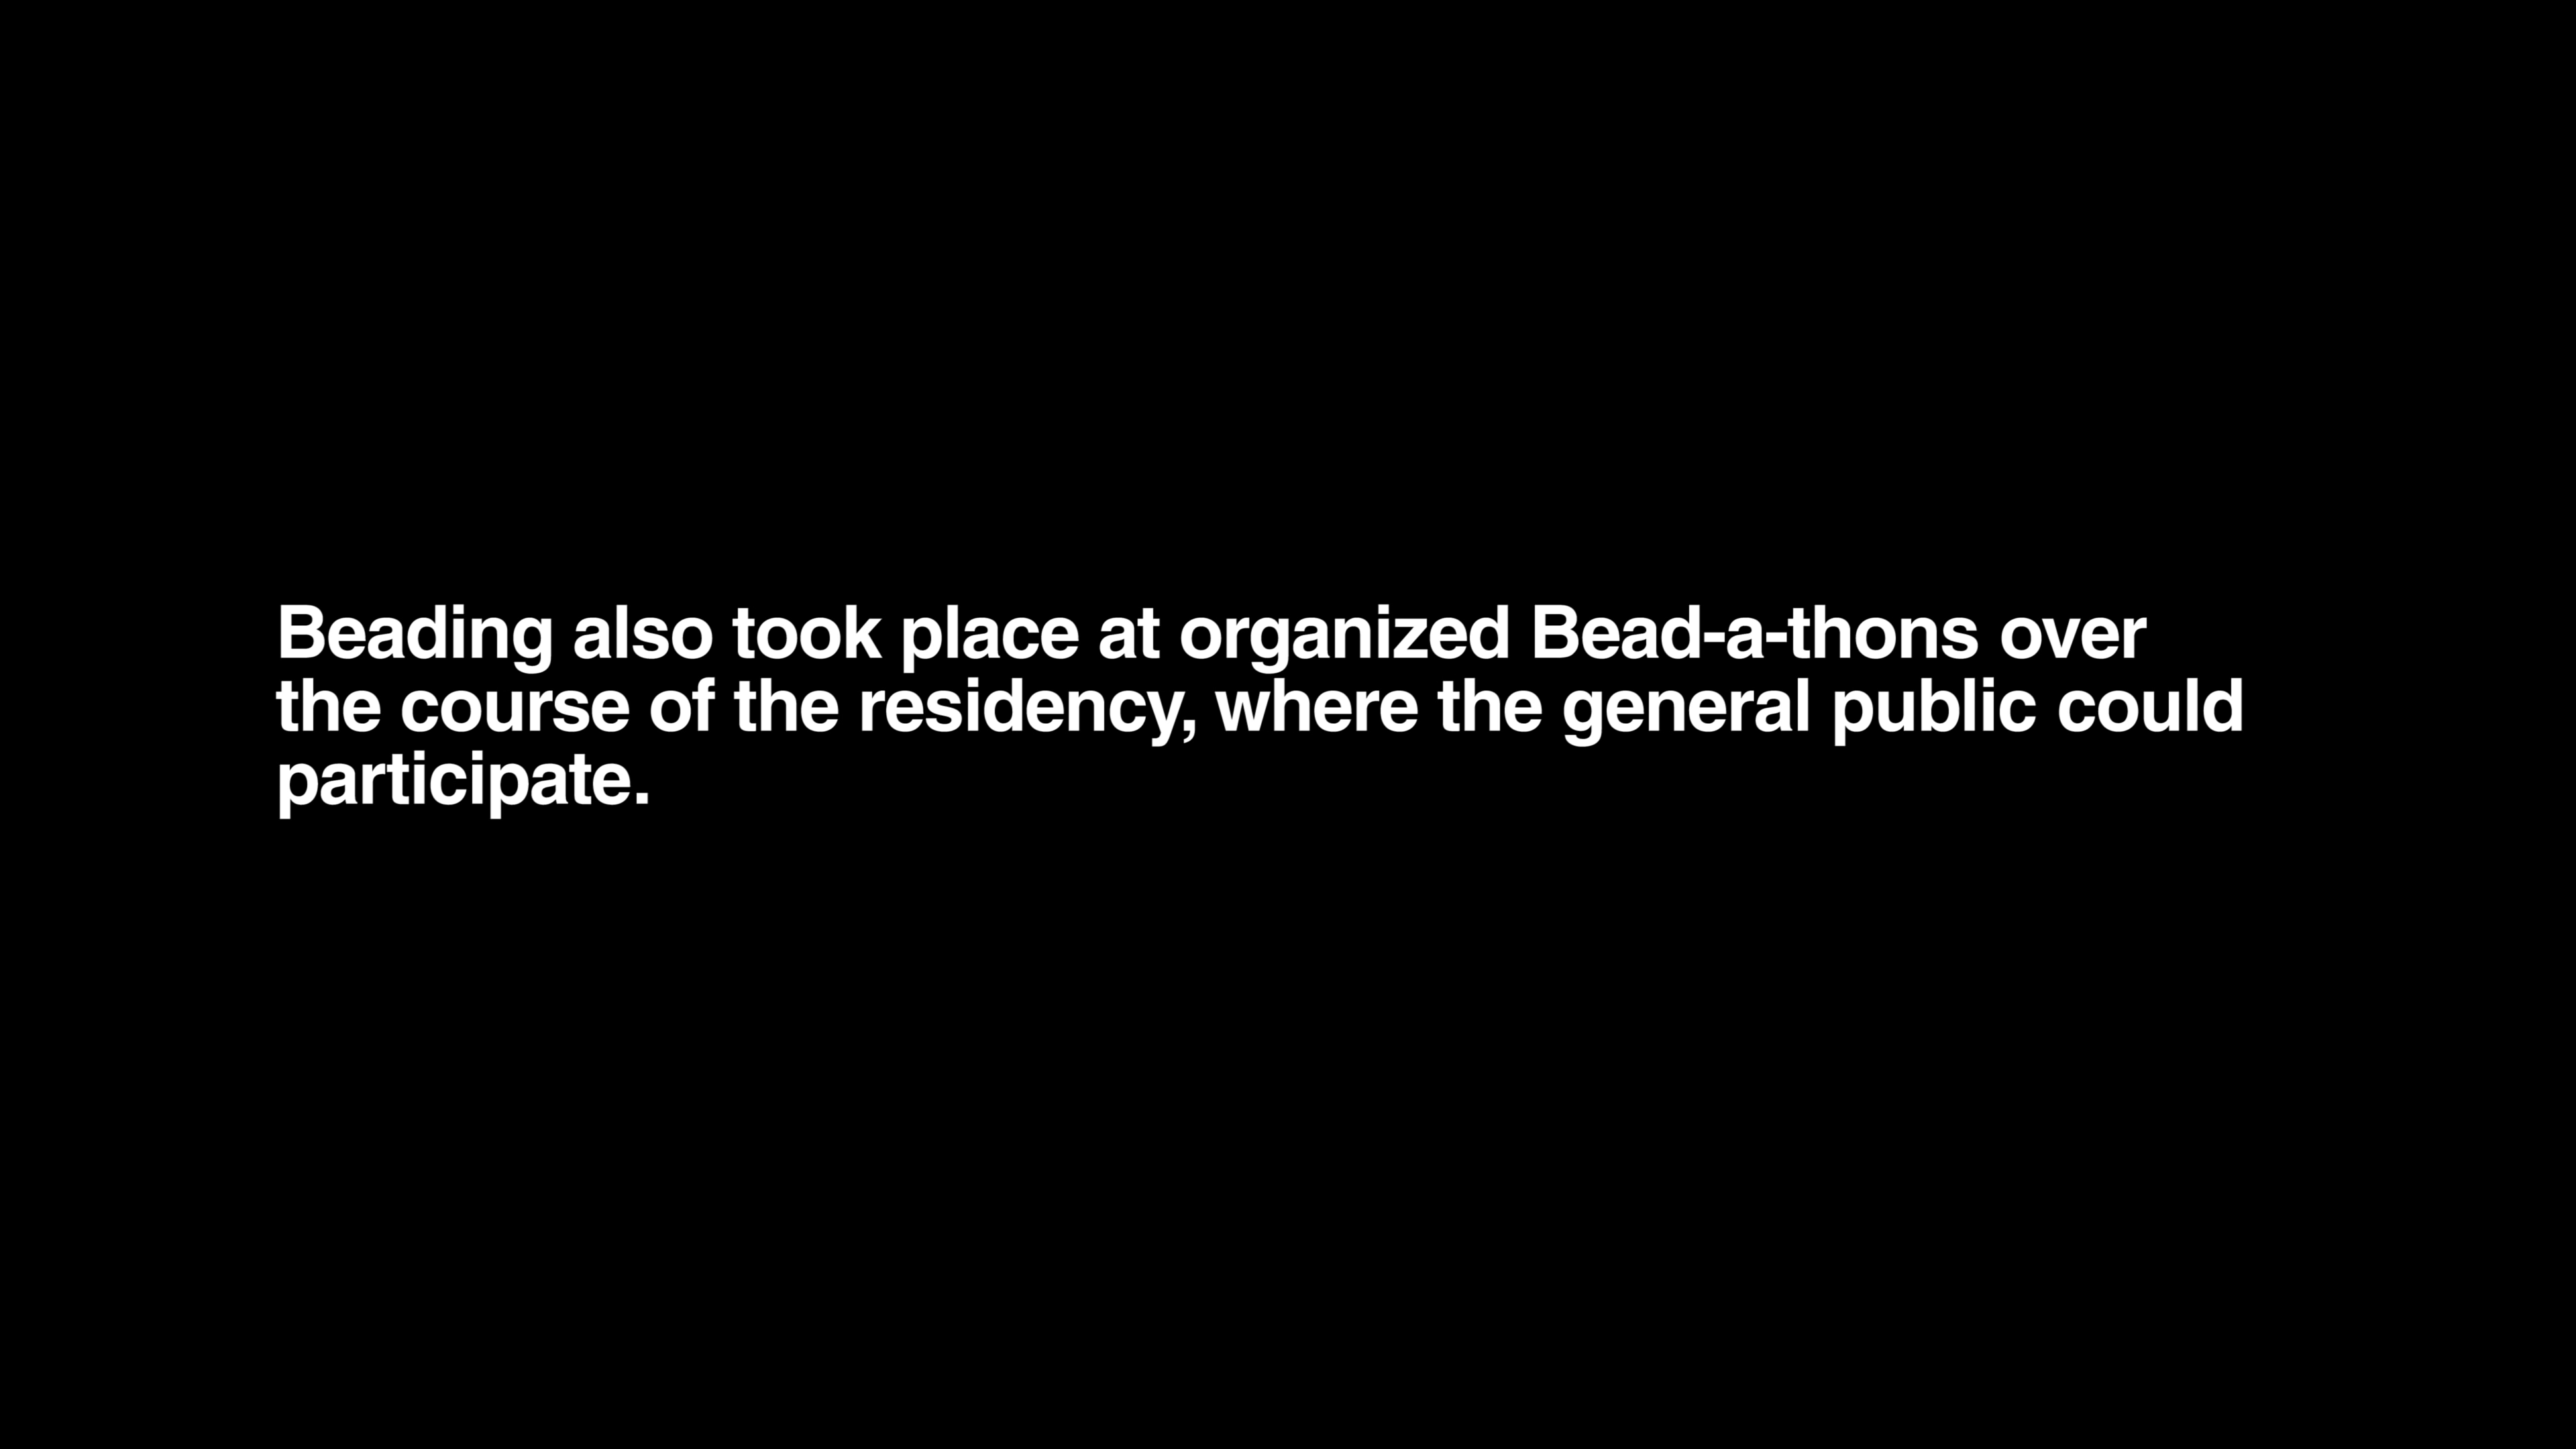 Beading also took place at organized Bead-a-thons over
the course of the residency, where the general public could
participate.